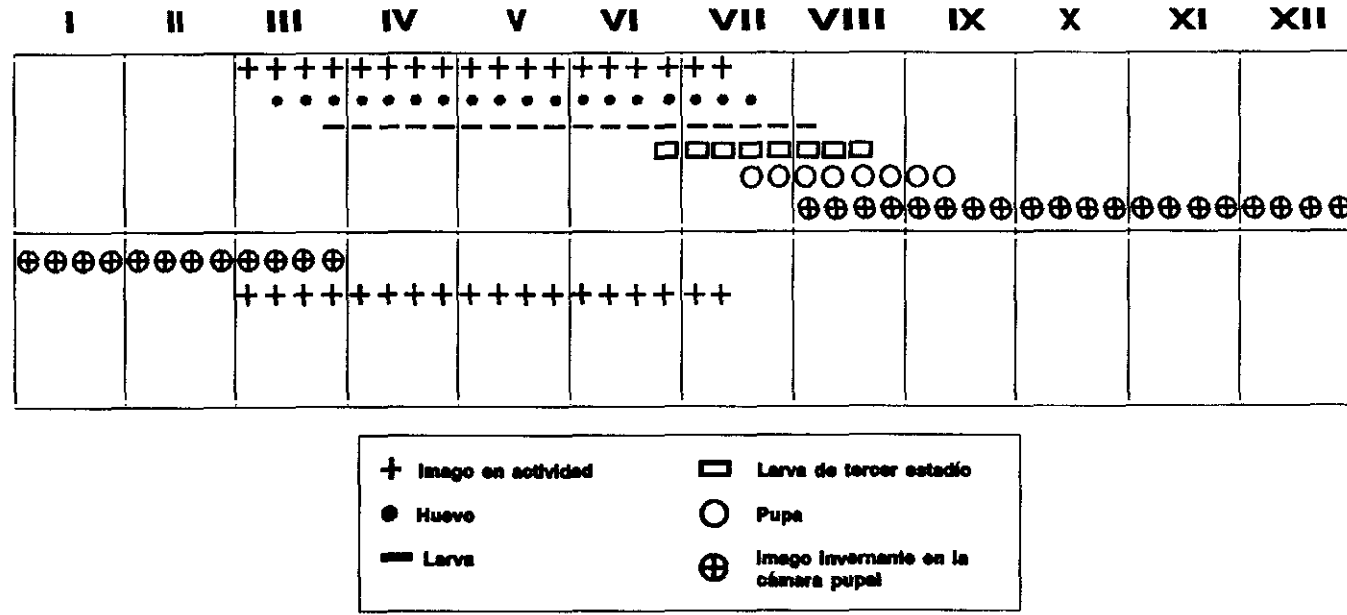 I II III IV V VI VII VIII IX X XI XII
Imago en actividad
Huevo
Larva
Larva de tercer estadío
Pupa
Imago invernante en la
cámara pupal